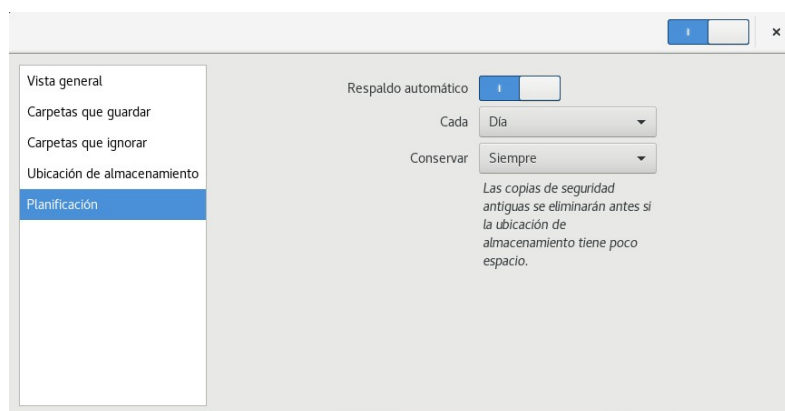 Vista general
Carpetas que guardar
Carpetas que ignorar
Ubicación de almacenamiento
Planificación
Respaldo automático
Cada Día
Conservar Siempre
Las copias de seguridad
antiguas se eliminarán antes si
la ubicación de
almacenamiento tiene poco
espacio.